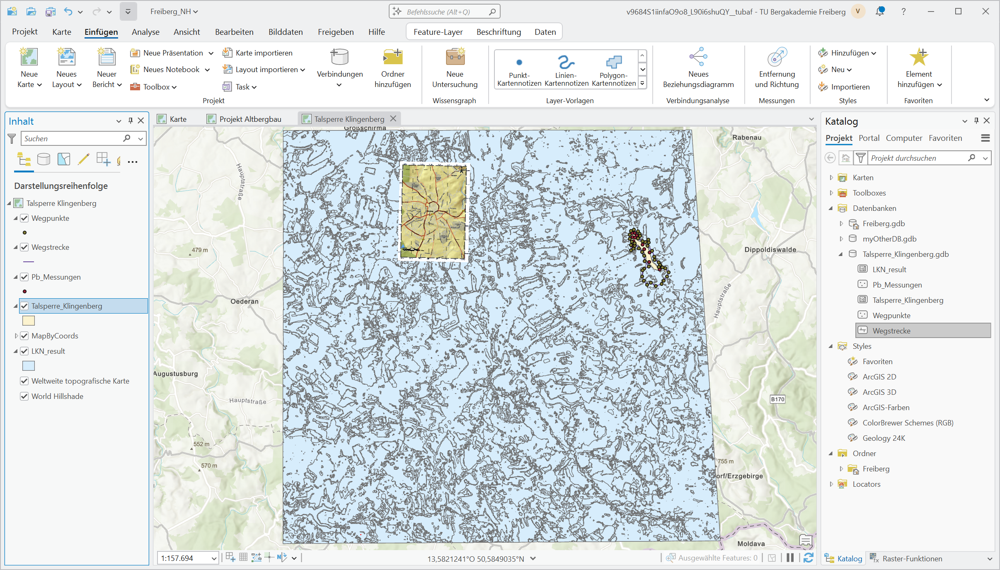 Freiberg_NH
Befehlssuche (Alt+Q)
v9684S1iinfaO9o8_L90i6shuQY__tubaf - TU Bergakademie Freiberg
V
?
Projekt
Karte
Einfügen
Analyse
Ansicht
Bearbeiten
Bilddaten
Freigeben
Hilfe
Feature-Layer
Beschriftung
Daten
Neue
Karte
Neues
Layout
Neuer
Bericht
Neue Präsentation
Neues Notebook
Toolbox
Karte importieren
Layout importieren
Task
Verbindungen
Ordner
hinzufügen
Projekt
Neue
Untersuchung
Wissensgraph
Punkt-
Kartennotizen
Linien-
Kartennotizen
Polygon-
Kartennotizen
Layer-Vorlagen
Neues
Beziehungsdiagramm
Verbindungsanalyse
Entfernung
und Richtung
Messungen
Hinzufügen
Neu
Importieren
Styles
Element
hinzufügen
Favoriten
Inhalt
Suchen
Darstellungsreihenfolge
Talsperre Klingenberg
Wegpunkte
Wegstrecke
Pb_Messungen
Talsperre_Klingenberg
MapByCoords
LKN_result
Weltweite topografische Karte
World Hillshade
Karte
Projekt Altbergbau
Talsperre Klingenberg
Großschirma
Rabenau
Hauptstraße
479 m
Dippoldiswalde
Oederan
Hauptstraße
Augustusburg
Hauptstraße
B170
552 m
570 m
755 m
orf/Erzgebirge
Moldava
1:157.694
13,5821241°O 50,5849035°N
Ausgewählte Features: 0
Katalog
Projekt
Portal
Computer
Favoriten
Projekt durchsuchen
Karten
Toolboxes
Datenbanken
Freiberg.gdb
myOtherDB.gdb
Talsperre_Klingenberg.gdb
LKN_result
Pb_Messungen
Talsperre_Klingenberg
Wegpunkte
Wegstrecke
Styles
Favoriten
ArcGIS 2D
ArcGIS 3D
ArcGIS-Farben
ColorBrewer Schemes (RGB)
Geology 24K
Ordner
Freiberg
Locators
Katalog
Raster-Funktionen